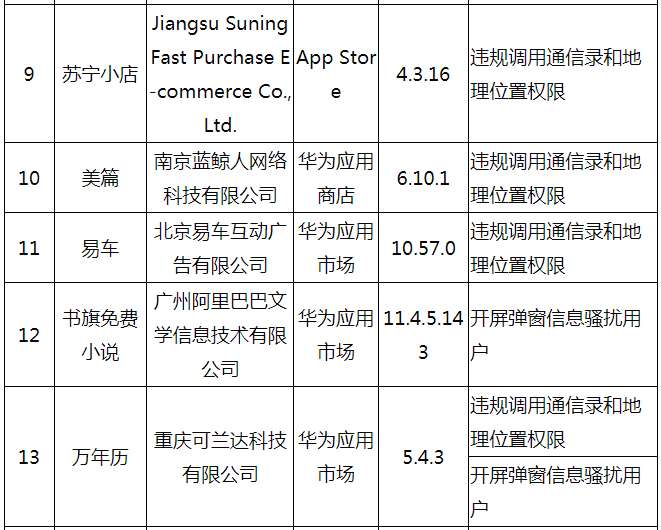 9
苏宁小店
Jiangsu Suning
Fast Purchase E
-commerce Co.,
Ltd.
App Stor
e
4.3.16
违规调用通信录和地
理位置权限
10
美篇
南京蓝鲸人网络
科技有限公司
华为应用
商店
6.10.1
违规调用通信录和地
理位置权限
11
易车
北京易车互动广
告有限公司
华为应用
市场
10.57.0
违规调用通信录和地
理位置权限
12
书旗免费
小说
广州阿里巴巴文
学信息技术有限
公司
华为应用
市场
11.4.5.14
3
开屏弹窗信息骚扰用
户
13
万年历
重庆可兰达科技
有限公司
华为应用
市场
5.4.3
违规调用通信录和地
理位置权限
开屏弹窗信息骚扰用
户